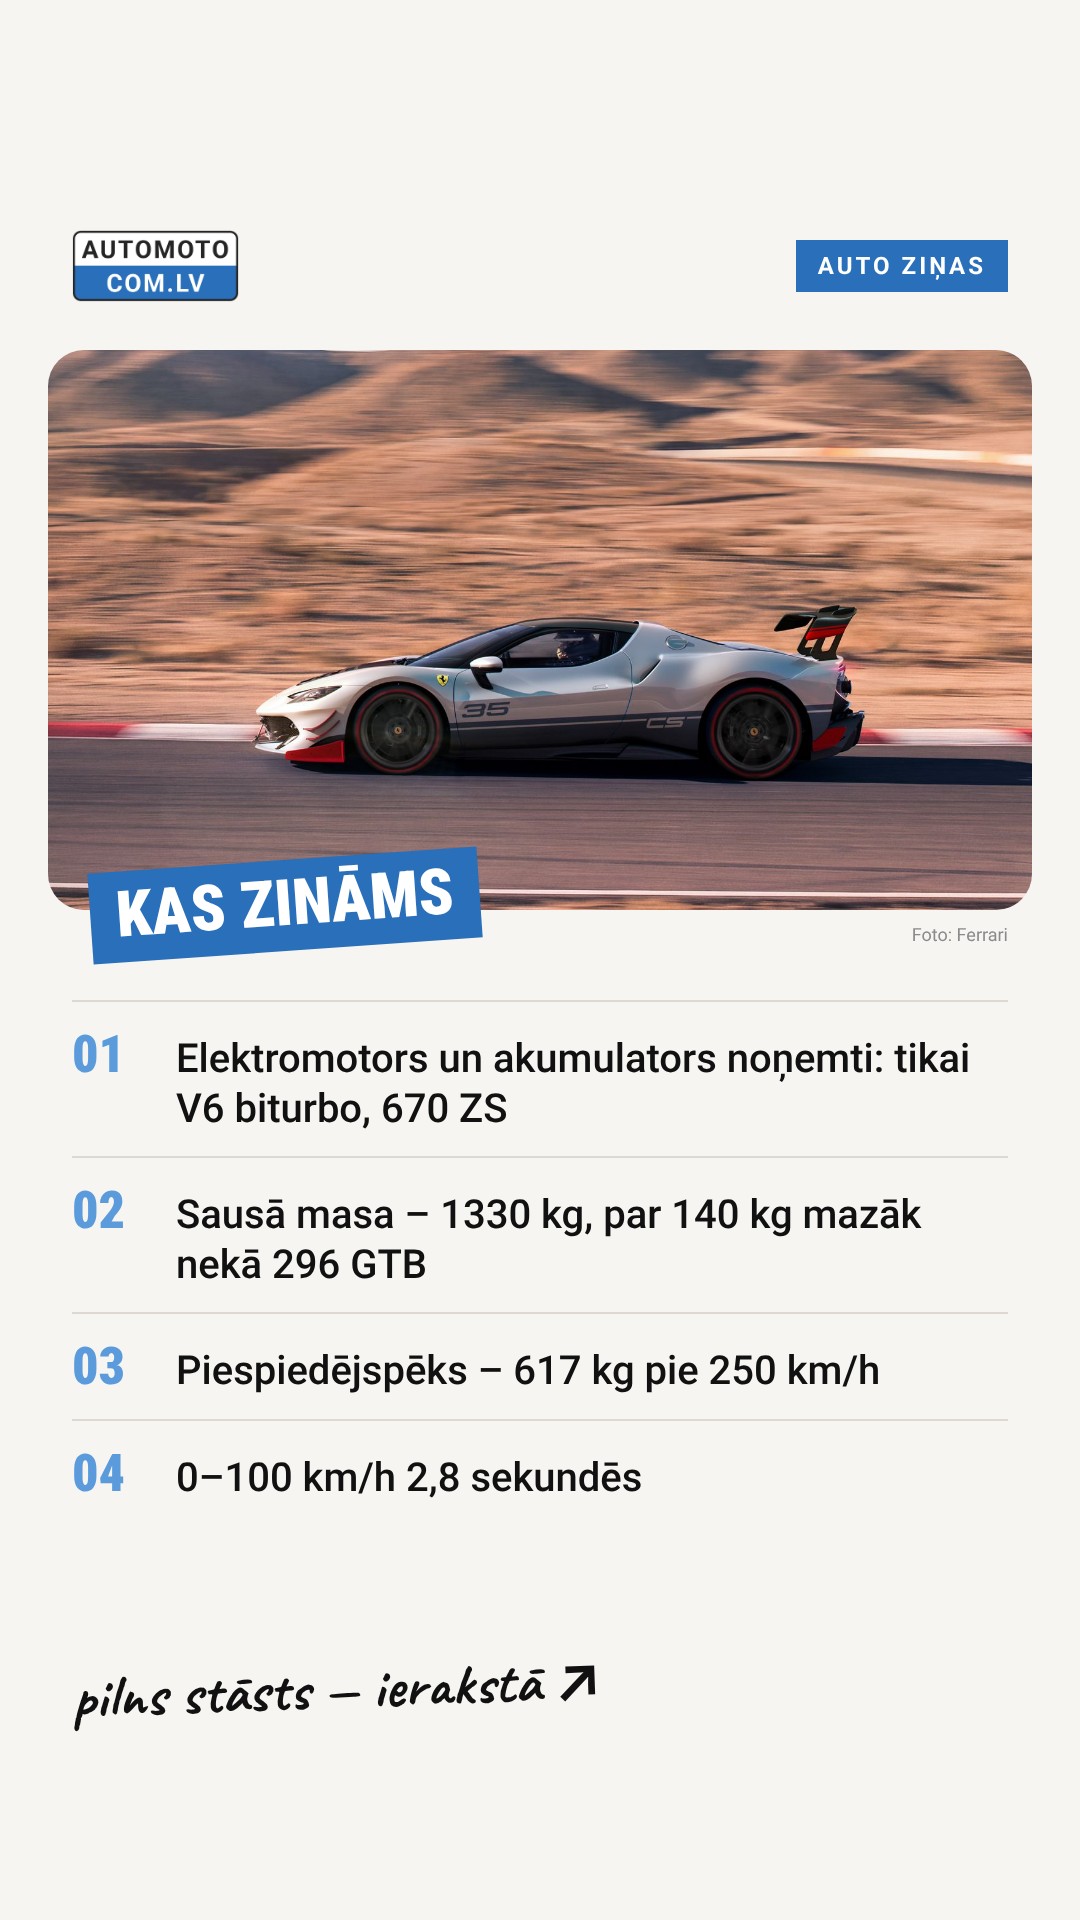 AUTOMOTO
COM.LV
AUTO ZIŅAS
35
CS
KAS ZINĀMS
Foto: Ferrari
01 Elektromotors un akumulators noņemti: tikai
V6 biturbo, 670 ZS
02 Sausā masa – 1330 kg, par 140 kg mazāk
nekā 296 GTB
03 Piespiedējspēks – 617 kg pie 250 km/h
04 0–100 km/h 2,8 sekundēs
pilns stāsts – ierakstā ↗